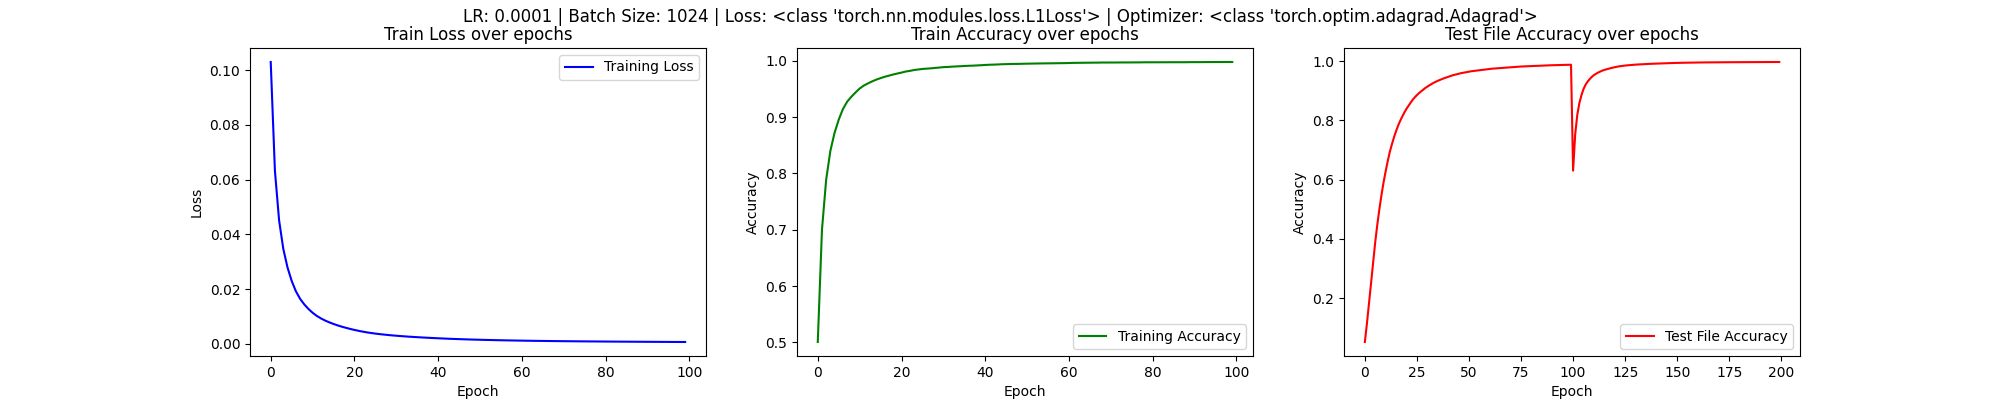 LR: 0.0001 | Batch Size: 1024 | Loss: <class 'torch.nn.modules.loss.L1Loss'> | Optimizer: <class 'torch.optim.adagrad.Adagrad'>
Train Loss over epochs
Training Loss
Loss
0.10
0.08
0.06
0.04
0.02
0.00
0 20 40 60 80 100
Epoch
Train Accuracy over epochs
Training Accuracy
Accuracy
1.0
0.9
0.8
0.7
0.6
0.5
0 20 40 60 80 100
Epoch
Test File Accuracy over epochs
Test File Accuracy
Accuracy
1.0
0.8
0.6
0.4
0.2
0 25 50 75 100 125 150 175 200
Epoch